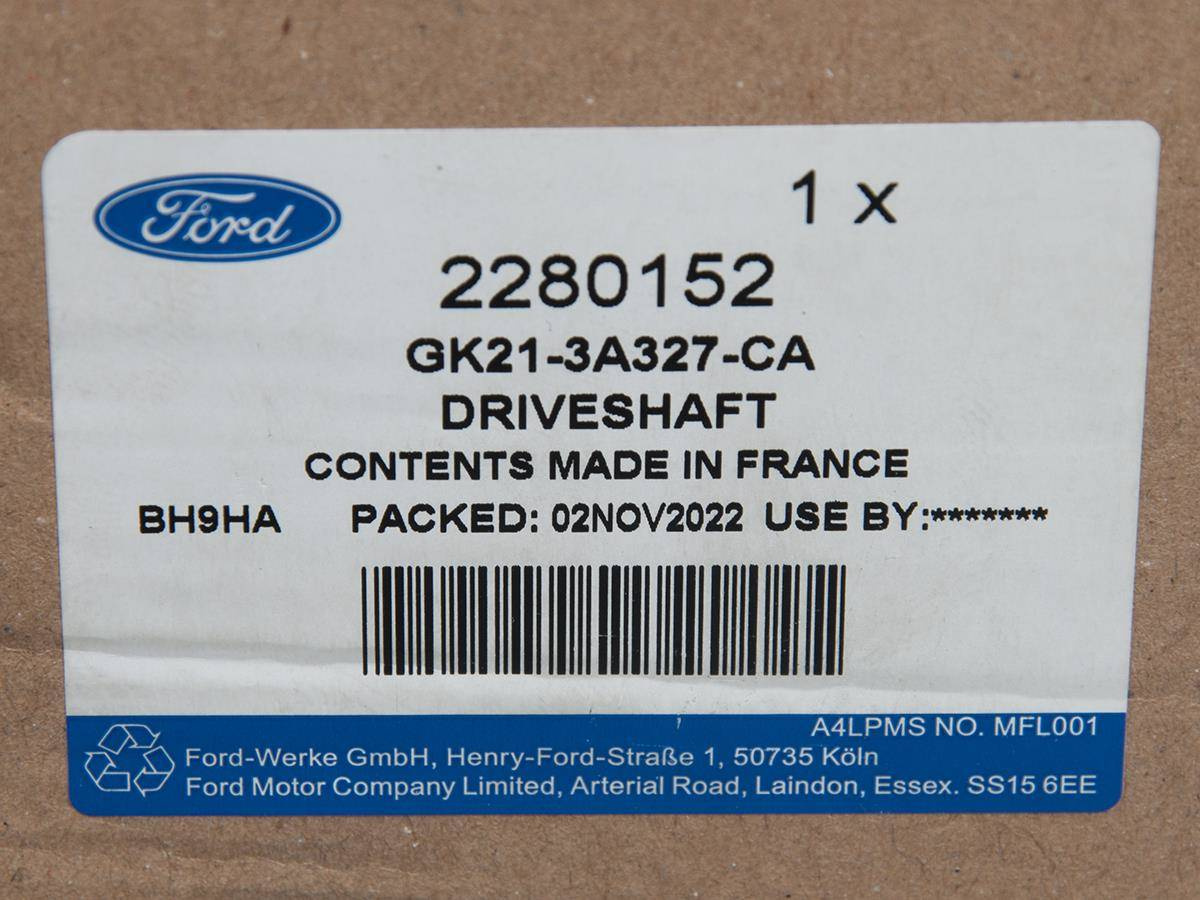 Ford
1 x
2280152
GK21-3A327-CA
DRIVESHAFT
CONTENTS MADE IN FRANCE
BH9HA PACKED: 02NOV2022 USE BY:*******
A4LPMS NO. MFL001
Ford-Werke GmbH, Henry-Ford-Straße 1, 50735 Köln
Ford Motor Company Limited, Arterial Road, Laindon, Essex. SS15 6EE